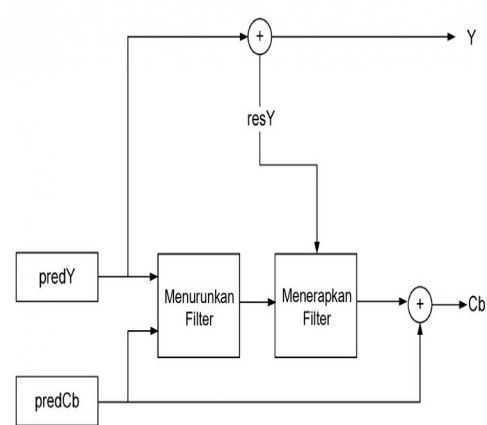 +
Y
resY
predY
Menurunkan
Filter
Menerapkan
Filter
+
Cb
predCb